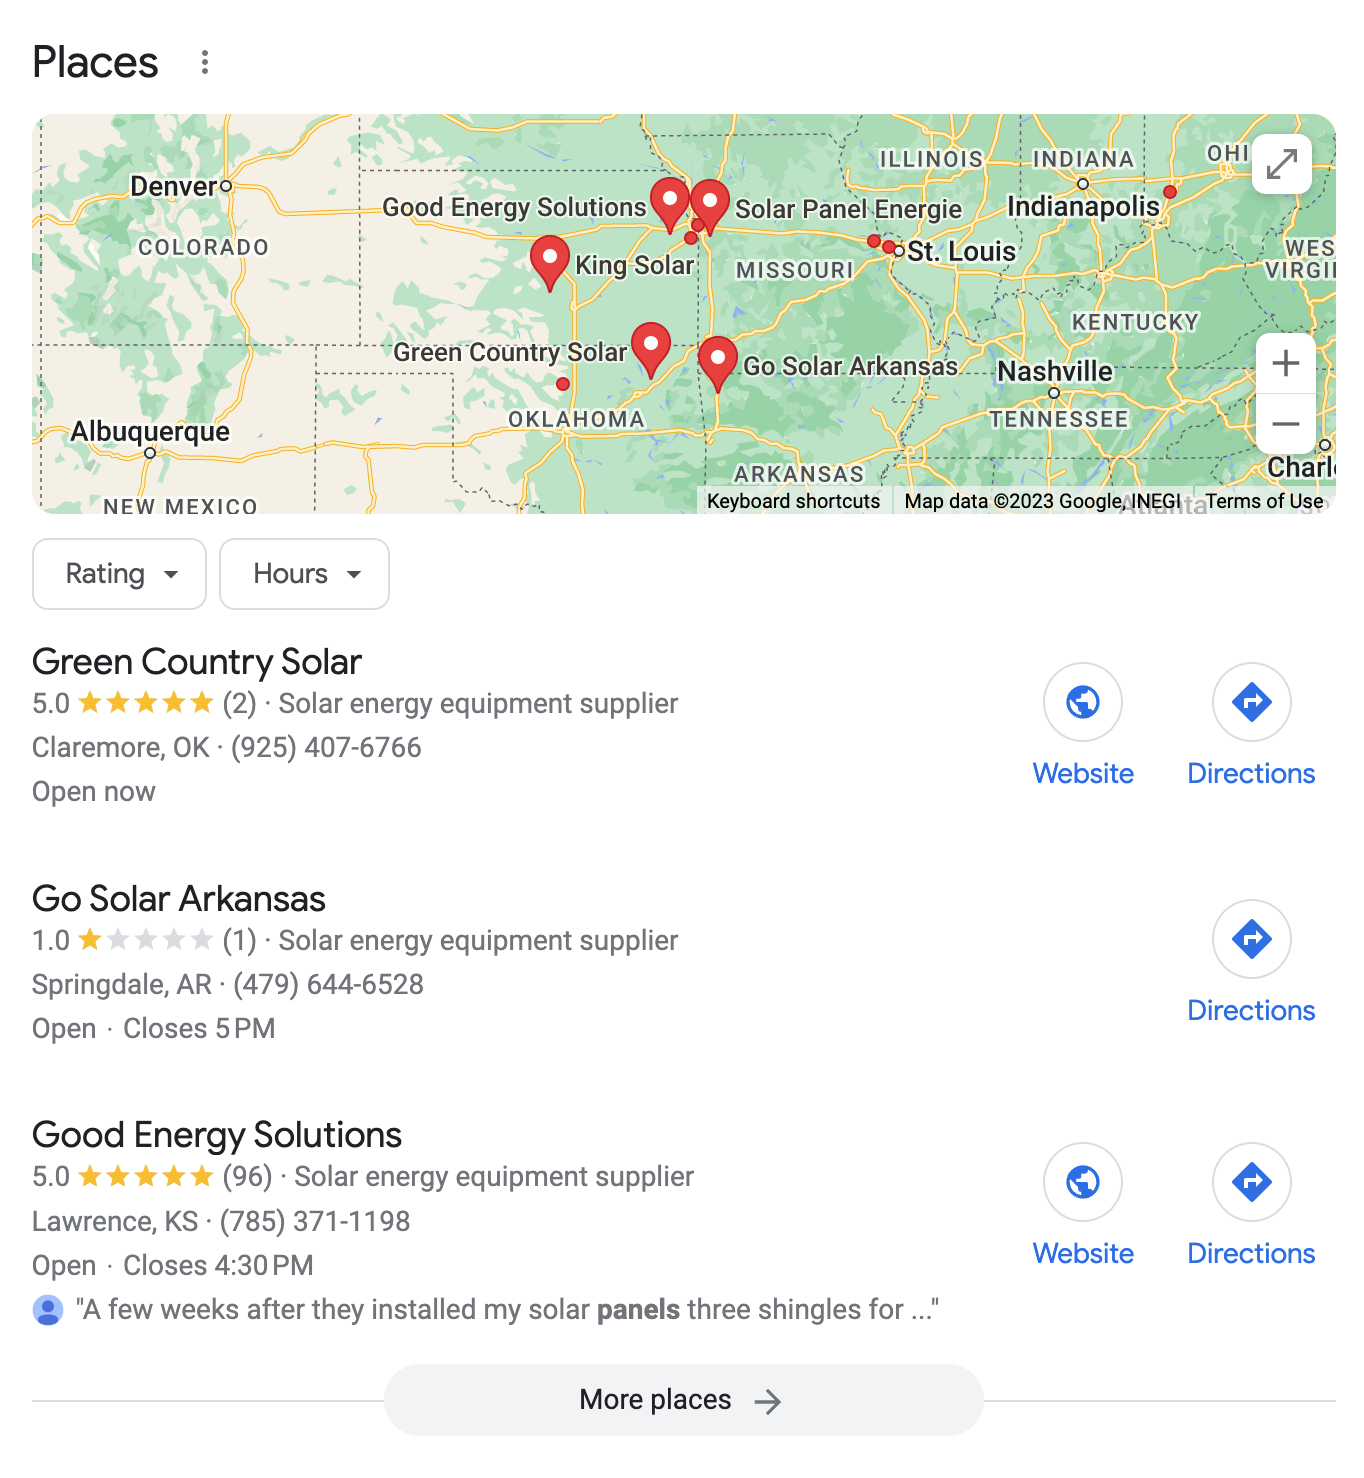 Places
Denver
COLORADO
Good Energy Solutions
Solar Panel Energie
ILLINOIS
INDIANA
OHI
Indianapolis
King Solar
MISSOURI
St. Louis
WES
VIRGII
KENTUCKY
Green Country Solar
Go Solar Arkansas
Nashville
OKLAHOMA
TENNESSEE
Albuquerque
ARKANSAS
Charl
NEW MEXICO
Atlanta
Keyboard shortcuts
Map data ©2023 Google, INEGI
Terms of Use
Rating
Hours
Green Country Solar
5.0 (2) · Solar energy equipment supplier
Claremore, OK · (925) 407-6766
Open now
Website
Directions
Go Solar Arkansas
1.0 (1) · Solar energy equipment supplier
Springdale, AR · (479) 644-6528
Open · Closes 5 PM
Directions
Good Energy Solutions
5.0 (96) · Solar energy equipment supplier
Lawrence, KS · (785) 371-1198
Open · Closes 4:30 PM
Website
Directions
"A few weeks after they installed my solar panels three shingles for ..."
More places